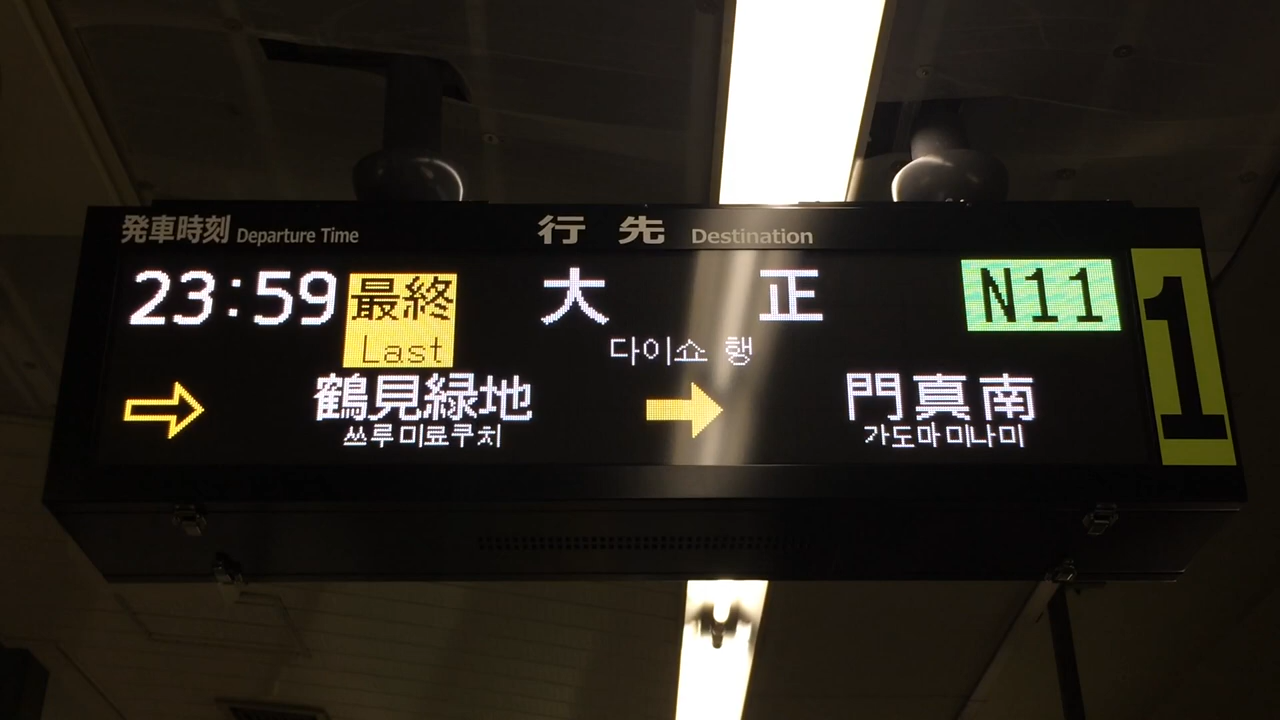 発車時刻 Departure Time 行先 Destination
23:59 最終 大正 N11 1
Last 다이쇼 행
鶴見緑地 門真南
쓰루미료쿠치 가도마미나미